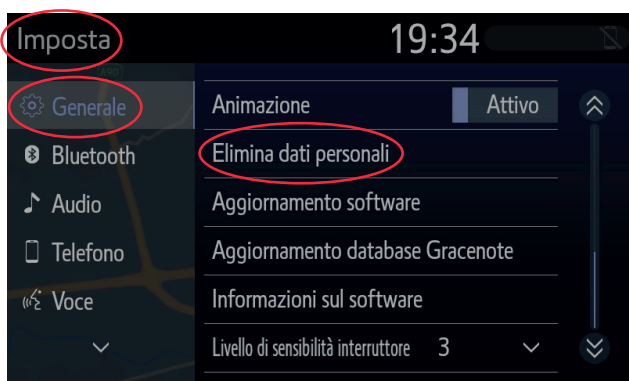 Imposta
19:34
Generale
Animazione
Attivo
Bluetooth
Elimina dati personali
Audio
Aggiornamento software
Telefono
Aggiornamento database Gracenote
Voce
Informazioni sul software
Livello di sensibilità interruttore 3